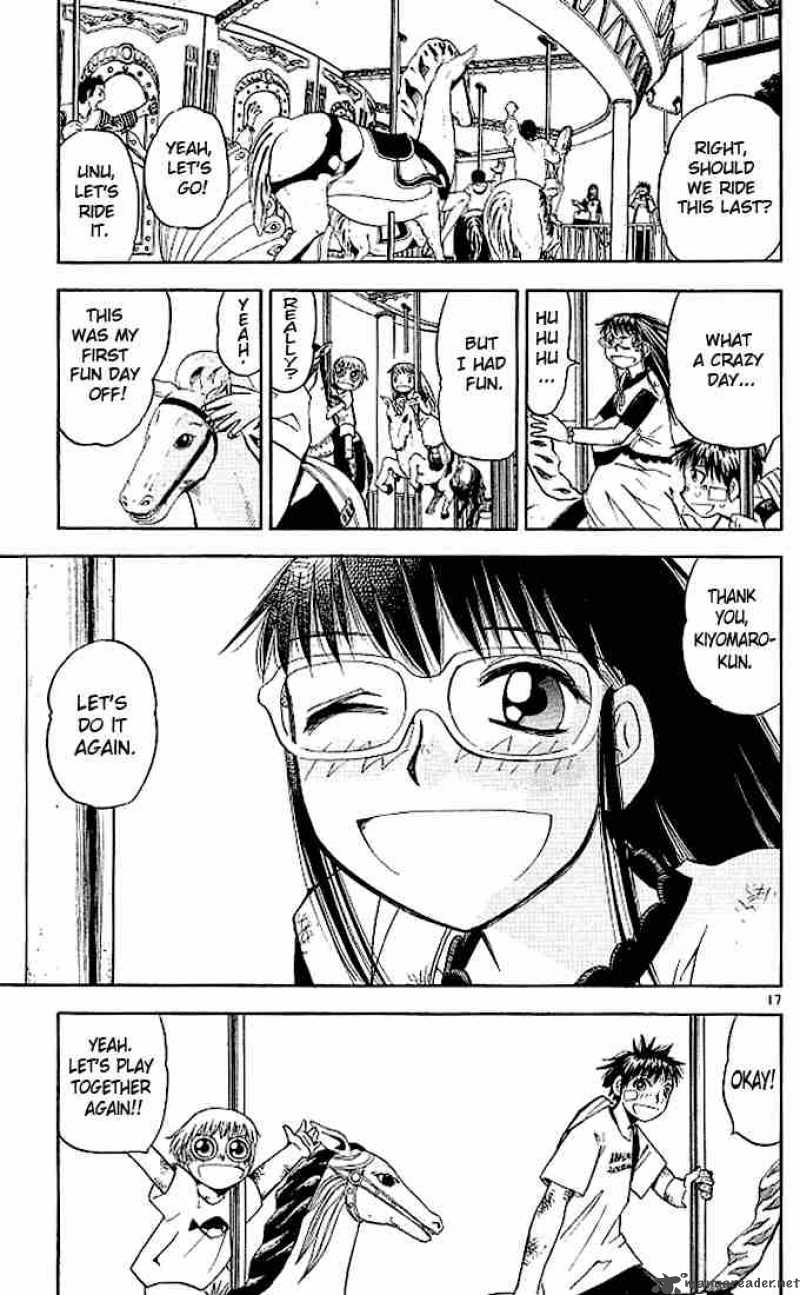 RIGHT,
SHOULD
WE RIDE
THIS LAST?
YEAH,
LET'S
GO!
UNU,
LET'S
RIDE
IT.
WHAT
A CRAZY
DAY...
HU
HU
HU
...
BUT
I HAD
FUN.
REALLY?
YEAH.
THIS
WAS MY
FIRST
FUN DAY
OFF!
THANK
YOU,
KIYOMARO-
KUN.
LET'S
DO IT
AGAIN.
17
OKAY!
YEAH.
LET'S PLAY
TOGETHER
AGAIN!!
mangareader.net